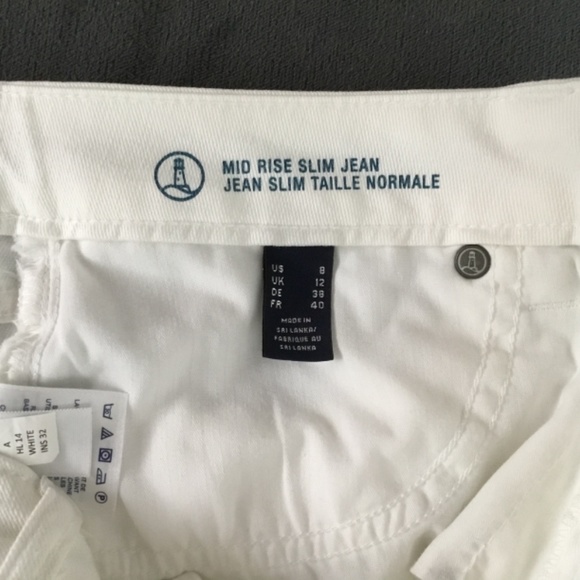 MID RISE SLIM JEAN
JEAN SLIM TAILLE NORMALE
US 8
UK 12
DE 38
FR 40
MADE IN
SRI LANKA/
FABRIQUE AU
SRI LANKA
A
HL 14
WHITE
INS 32
P